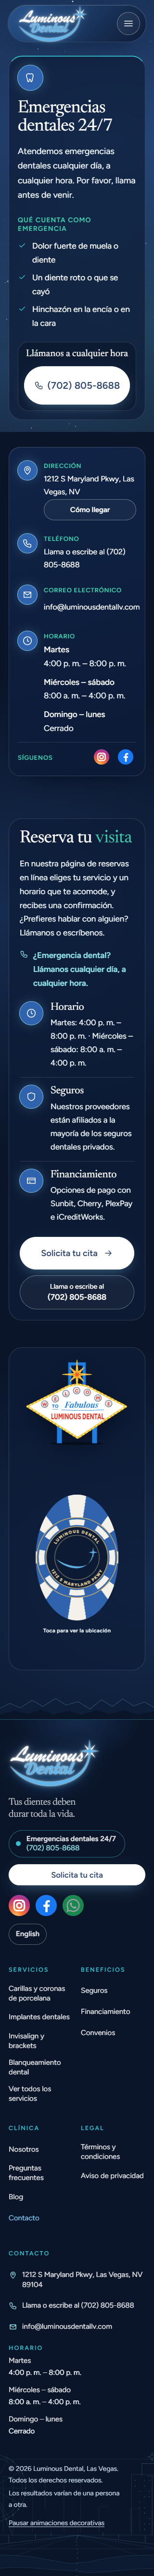 Luminous
Dental
Emergencias
dentales 24/7
Atendemos emergencias
dentales cualquier día, a
cualquier hora. Por favor, llama
antes de venir.
QUÉ CUENTA COMO
EMERGENCIA
Dolor fuerte de muela o
diente
Un diente roto o que se
cayó
Hinchazón en la encía o en
la cara
Llámanos a cualquier hora
(702) 805-8688
DIRECCIÓN
1212 S Maryland Pkwy, Las
Vegas, NV
Cómo llegar
TELÉFONO
Llama o escribe al (702)
805-8688
CORREO ELECTRÓNICO
info@luminousdentallv.com
HORARIO
Martes
4:00 p. m. – 8:00 p. m.
Miércoles – sábado
8:00 a. m. – 4:00 p. m.
Domingo – lunes
Cerrado
SÍGUENOS
Reserva tu visita
En nuestra página de reservas
en línea eliges tu servicio y un
horario que te acomode, y
recibes una confirmación.
¿Prefieres hablar con alguien?
Llámanos o escríbenos.
¿Emergencia dental?
Llámanos cualquier día, a
cualquier hora.
Horario
Martes: 4:00 p. m. –
8:00 p. m. · Miércoles –
sábado: 8:00 a. m. –
4:00 p. m.
Seguros
Nuestros proveedores
están afiliados a la
mayoría de los seguros
dentales privados.
Financiamiento
Opciones de pago con
Sunbit, Cherry, PlexPay
e iCreditWorks.
Solicita tu cita
Llama o escribe al
(702) 805-8688
WELCOME
TO Fabulous
LUMINOUS DENTAL
LUMINOUS DENTAL
1212 S MARYLAND PKWY
Toca para ver la ubicación
Luminous
Dental
Tus dientes deben
durar toda la vida.
Emergencias dentales 24/7
(702) 805-8688
Solicita tu cita
English
SERVICIOS
Carillas y coronas
de porcelana
Implantes dentales
Invisalign y
brackets
Blanqueamiento
dental
Ver todos los
servicios
BENEFICIOS
Seguros
Financiamiento
Convenios
CLÍNICA
Nosotros
Preguntas
frecuentes
Blog
Contacto
LEGAL
Términos y
condiciones
Aviso de privacidad
CONTACTO
1212 S Maryland Pkwy, Las Vegas, NV
89104
Llama o escribe al (702) 805-8688
info@luminousdentallv.com
HORARIO
Martes
4:00 p. m. – 8:00 p. m.
Miércoles – sábado
8:00 a. m. – 4:00 p. m.
Domingo – lunes
Cerrado
© 2026 Luminous Dental, Las Vegas.
Todos los derechos reservados.
Los resultados varían de una persona
a otra.
Pausar animaciones decorativas